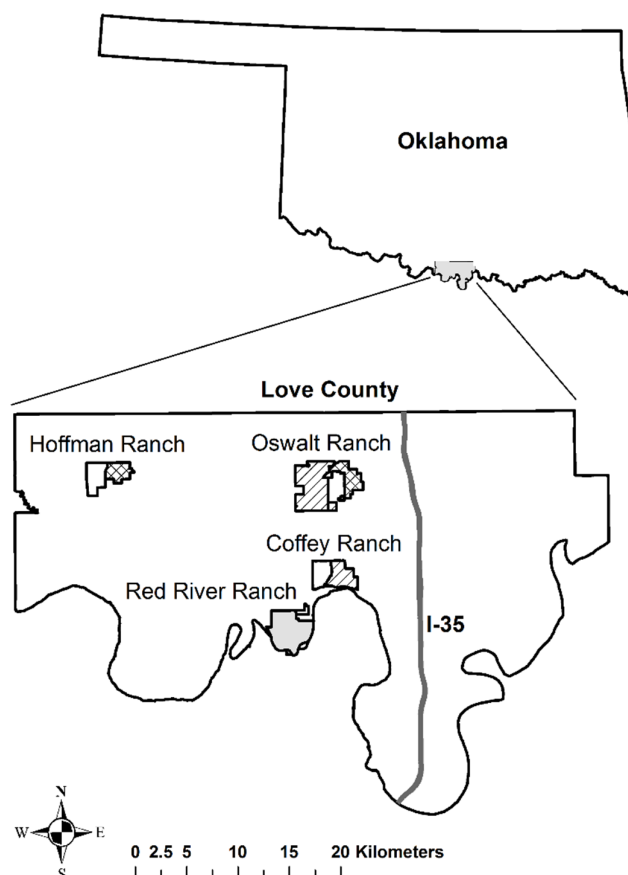 Oklahoma
Love County
Hoffman Ranch
Oswalt Ranch
Coffey Ranch
Red River Ranch
I-35
N
W E
S
0 2.5 5 10 15 20 Kilometers